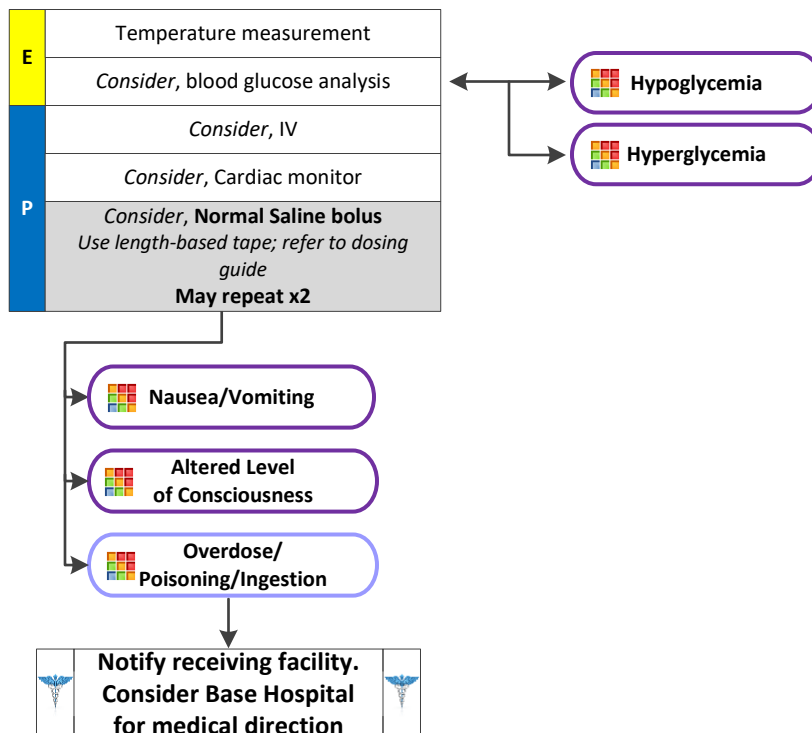 E
Temperature measurement
Consider, blood glucose analysis
Hypoglycemia
Hyperglycemia
P
Consider, IV
Consider, Cardiac monitor
Consider, Normal Saline bolus
Use length-based tape; refer to dosing
guide
May repeat x2
Nausea/Vomiting
Altered Level
of Consciousness
Overdose/
Poisoning/Ingestion
Notify receiving facility.
Consider Base Hospital
for medical direction